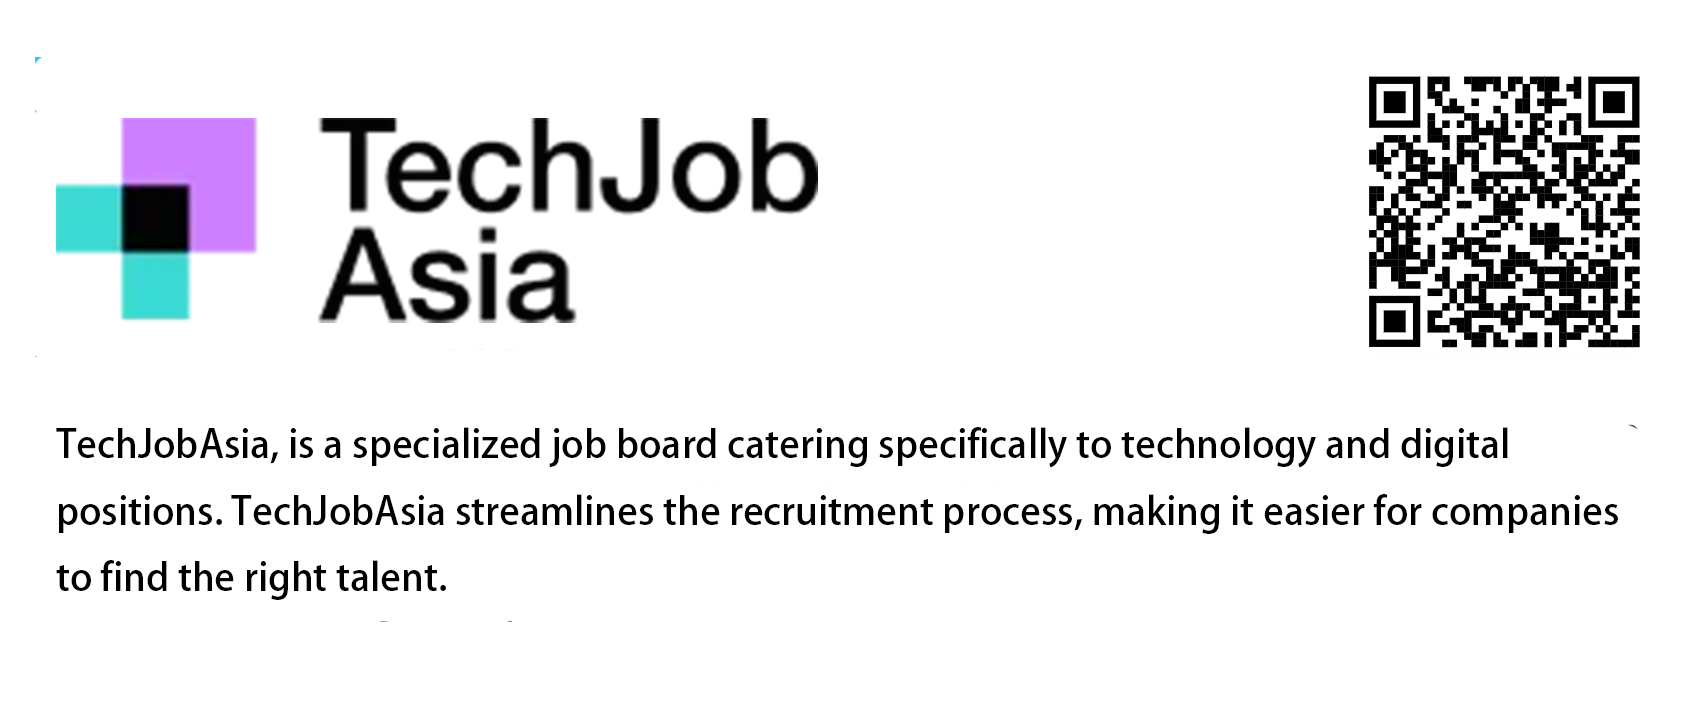 TechJob
Asia
TechJobAsia, is a specialized job board catering specifically to technology and digital
positions. TechJobAsia streamlines the recruitment process, making it easier for companies
to find the right talent.